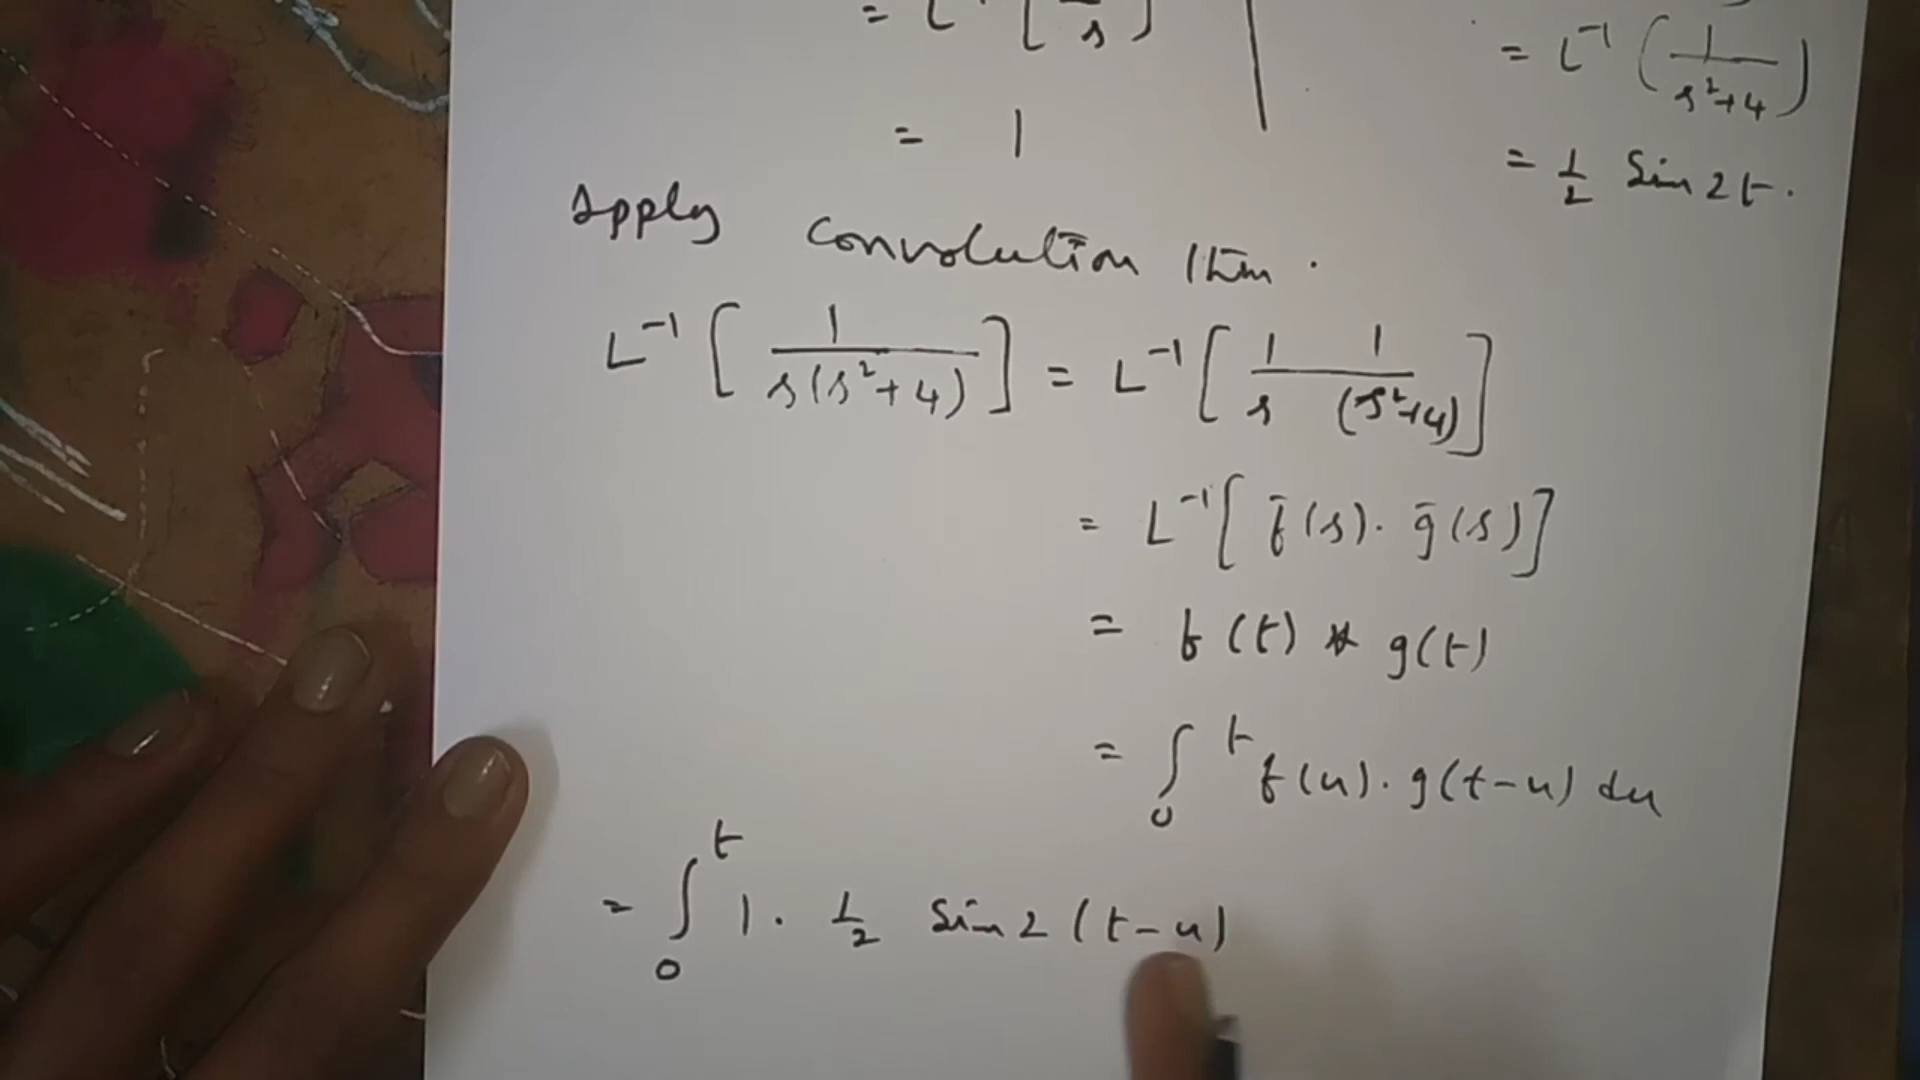 = L⁻¹ [ 1/s ]
= 1
= L⁻¹ ( 1/(s²+4) )
= 1/2 Sin 2t.
Apply Convolution thm.
L⁻¹ [ 1/(s(s²+4)) ] = L⁻¹ [ 1/s 1/(s²+4) ]
= L⁻¹ [ f̄(s). ḡ(s) ]
= f(t) * g(t)
= ∫₀ᵗ f(u). g(t-u) du
= ∫₀ᵗ 1. 1/2 Sin 2(t-u)